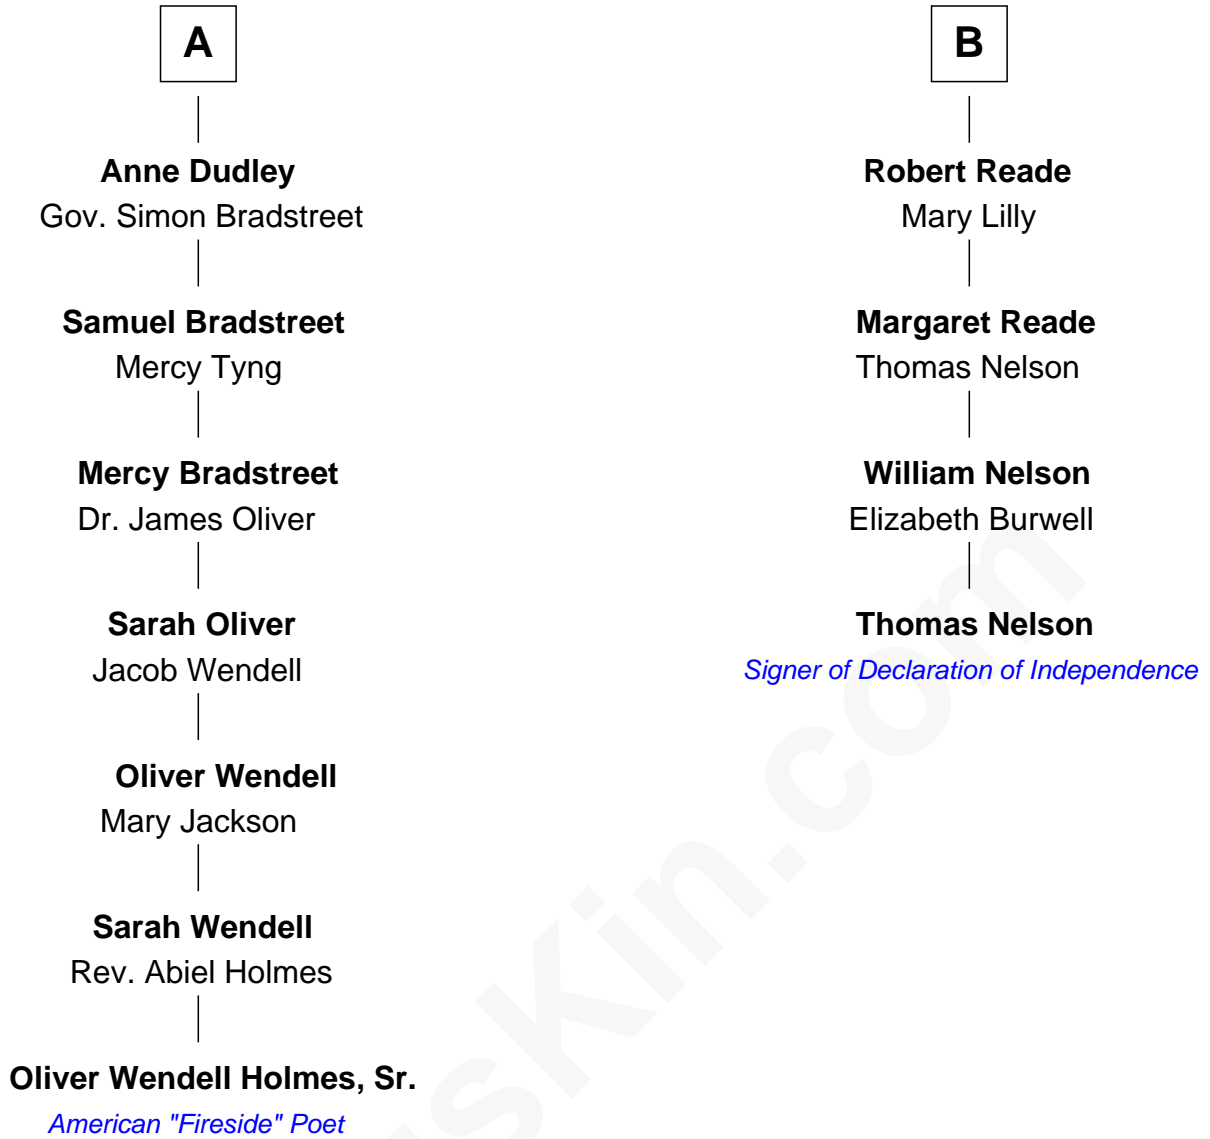 A
Anne Dudley
Gov. Simon Bradstreet
Samuel Bradstreet
Mercy Tyng
Mercy Bradstreet
Dr. James Oliver
Sarah Oliver
Jacob Wendell
Oliver Wendell
Mary Jackson
Sarah Wendell
Rev. Abiel Holmes
Oliver Wendell Holmes, Sr.
American "Fireside" Poet
B
Robert Reade
Mary Lilly
Margaret Reade
Thomas Nelson
William Nelson
Elizabeth Burwell
Thomas Nelson
Signer of Declaration of Independence